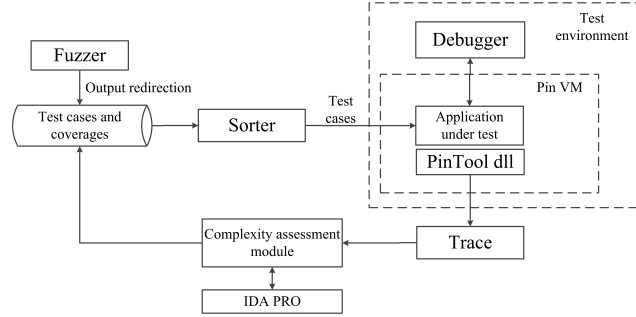 Fuzzer
Output redirection
Test cases and
coverages
Sorter
Test
cases
Test
environment
Debugger
Pin VM
Application
under test
PinTool dll
Complexity assessment
module
Trace
IDA PRO